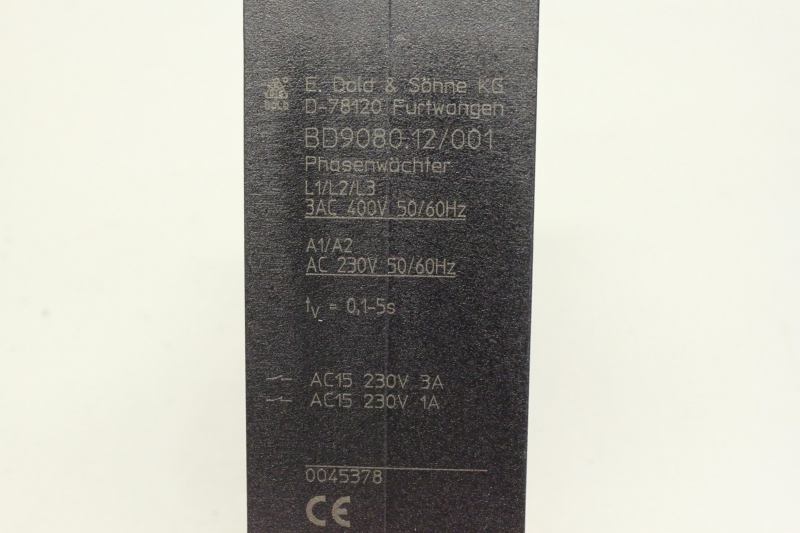 E. Dold & Söhne KG
DOLD
D-78120 Furtwangen
BD9080.12/001
Phasenwächter
L1/L2/L3
3AC 400V 50/60Hz
A1/A2
AC 230V 50/60Hz
tv = 0,1-5s
AC15 230V 3A
AC15 230V 1A
0045378
CE